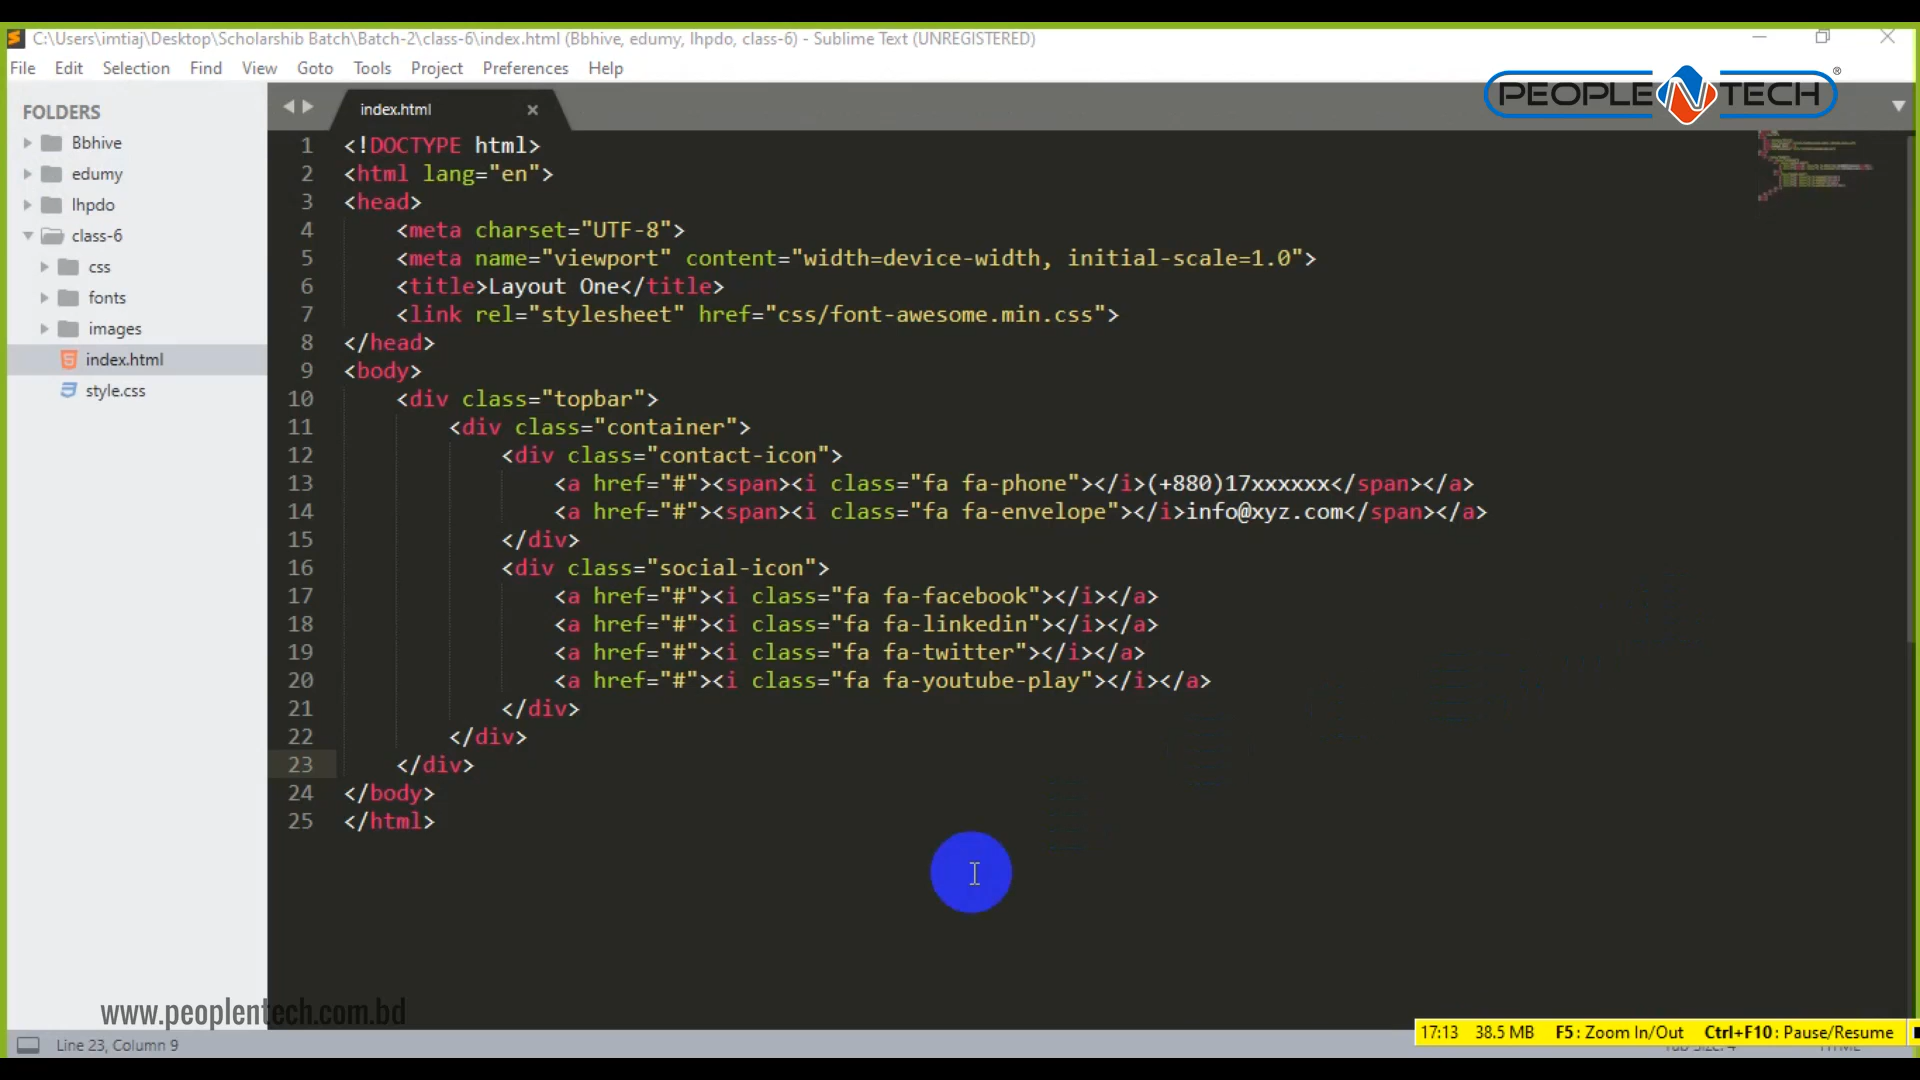 C:\Users\imtiaj\Desktop\Scholarshib Batch\Batch-2\class-6\index.html (Bbhive, edumy, lhpdo, class-6) - Sublime Text (UNREGISTERED)
File Edit Selection Find View Goto Tools Project Preferences Help
PEOPLE N TECH ®
FOLDERS
Bbhive
edumy
lhpdo
class-6
css
fonts
images
index.html
style.css
index.html
1 <!DOCTYPE html>
2 <html lang="en">
3 <head>
4     <meta charset="UTF-8">
5     <meta name="viewport" content="width=device-width, initial-scale=1.0">
6     <title>Layout One</title>
7     <link rel="stylesheet" href="css/font-awesome.min.css">
8 </head>
9 <body>
10     <div class="topbar">
11         <div class="container">
12             <div class="contact-icon">
13                 <a href="#"><span><i class="fa fa-phone"></i>(+880)17xxxxxx</span></a>
14                 <a href="#"><span><i class="fa fa-envelope"></i>info@xyz.com</span></a>
15             </div>
16             <div class="social-icon">
17                 <a href="#"><i class="fa fa-facebook"></i></a>
18                 <a href="#"><i class="fa fa-linkedin"></i></a>
19                 <a href="#"><i class="fa fa-twitter"></i></a>
20                 <a href="#"><i class="fa fa-youtube-play"></i></a>
21             </div>
22         </div>
23     </div>
24 </body>
25 </html>
www.peoplentech.com.bd
17:13 38.5 MB F5: Zoom In/Out Ctrl+F10: Pause/Resume
Line 23, Column 9